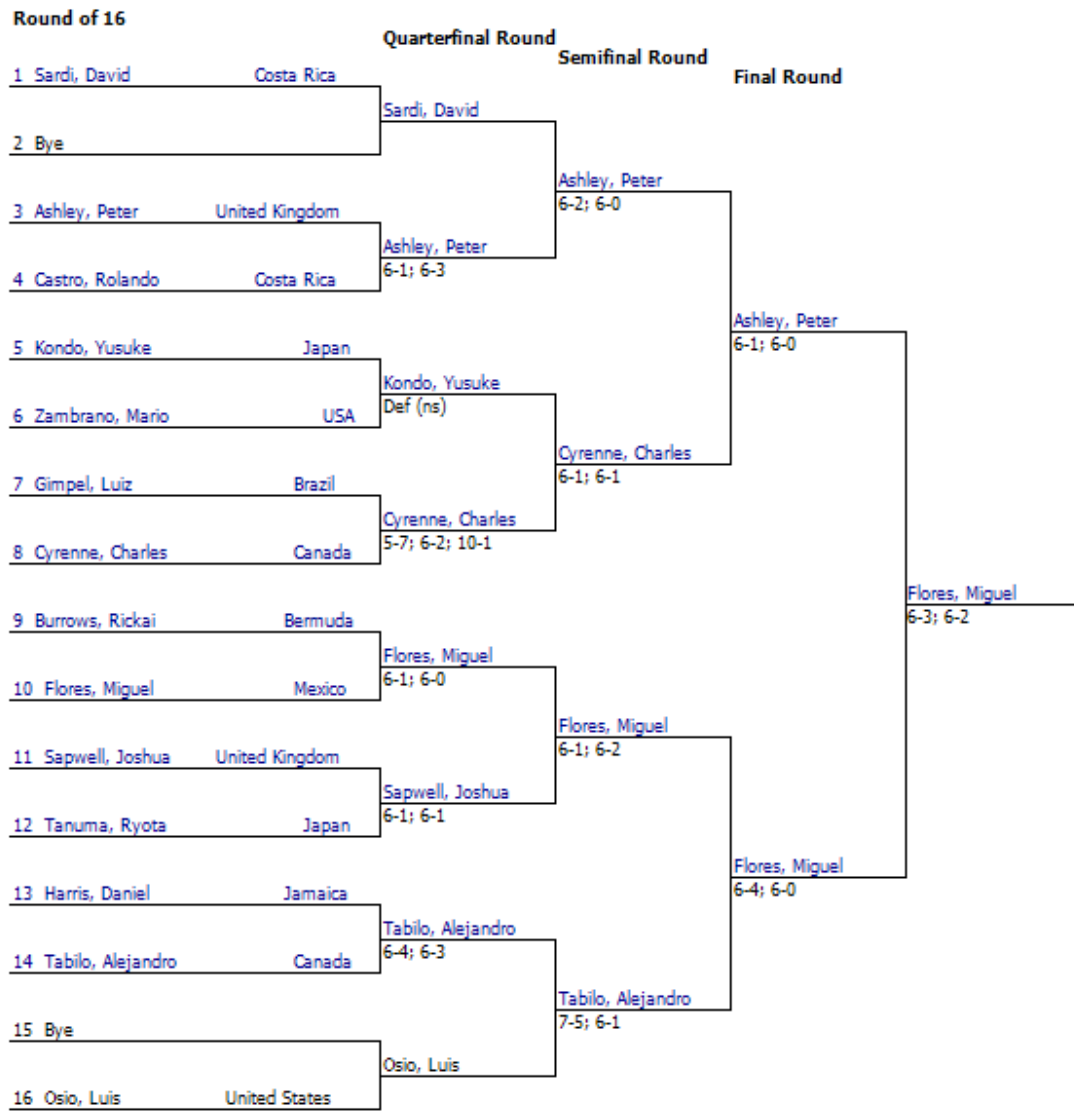 Round of 16
Quarterfinal Round
Semifinal Round
Final Round
1 Sardi, David Costa Rica
Sardi, David
2 Bye
Ashley, Peter
6-2; 6-0
3 Ashley, Peter United Kingdom
Ashley, Peter
6-1; 6-3
4 Castro, Rolando Costa Rica
Ashley, Peter
6-1; 6-0
5 Kondo, Yusuke Japan
Kondo, Yusuke
Def (ns)
6 Zambrano, Mario USA
Cyrenne, Charles
6-1; 6-1
7 Gimpel, Luiz Brazil
Cyrenne, Charles
5-7; 6-2; 10-1
8 Cyrenne, Charles Canada
Flores, Miguel
6-3; 6-2
9 Burrows, Rickai Bermuda
Flores, Miguel
6-1; 6-0
10 Flores, Miguel Mexico
Flores, Miguel
6-1; 6-2
11 Sapwell, Joshua United Kingdom
Sapwell, Joshua
6-1; 6-1
12 Tanuma, Ryota Japan
Flores, Miguel
6-4; 6-0
13 Harris, Daniel Jamaica
Tabilo, Alejandro
6-4; 6-3
14 Tabilo, Alejandro Canada
Tabilo, Alejandro
7-5; 6-1
15 Bye
Osio, Luis
16 Osio, Luis United States